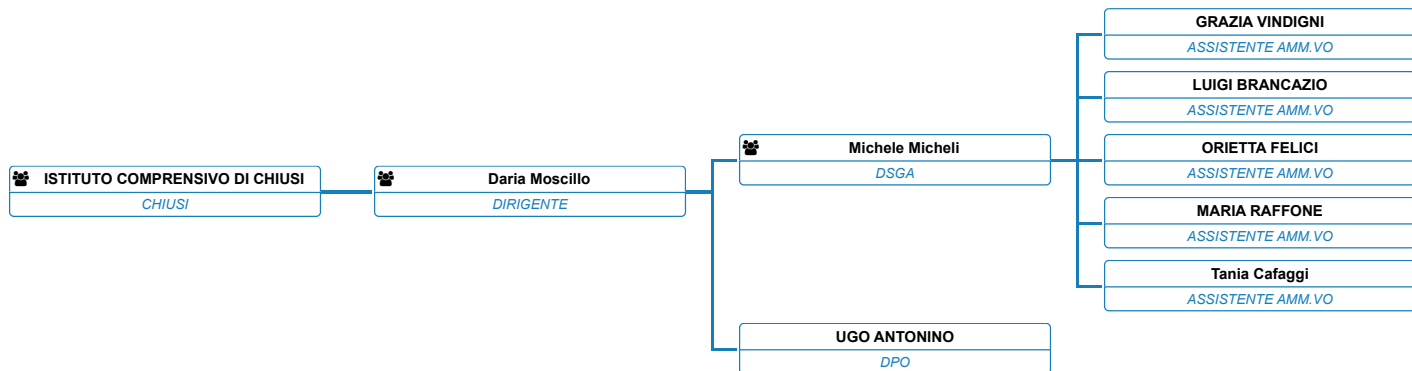 ISTITUTO COMPRENSIVO DI CHIUSI
CHIUSI
Daria Moscillo
DIRIGENTE
Michele Micheli
DSGA
GRAZIA VINDIGNI
ASSISTENTE AMM.VO
LUIGI BRANCAZIO
ASSISTENTE AMM.VO
ORIETTA FELICI
ASSISTENTE AMM.VO
MARIA RAFFONE
ASSISTENTE AMM.VO
Tania Cafaggi
ASSISTENTE AMM.VO
UGO ANTONINO
DPO